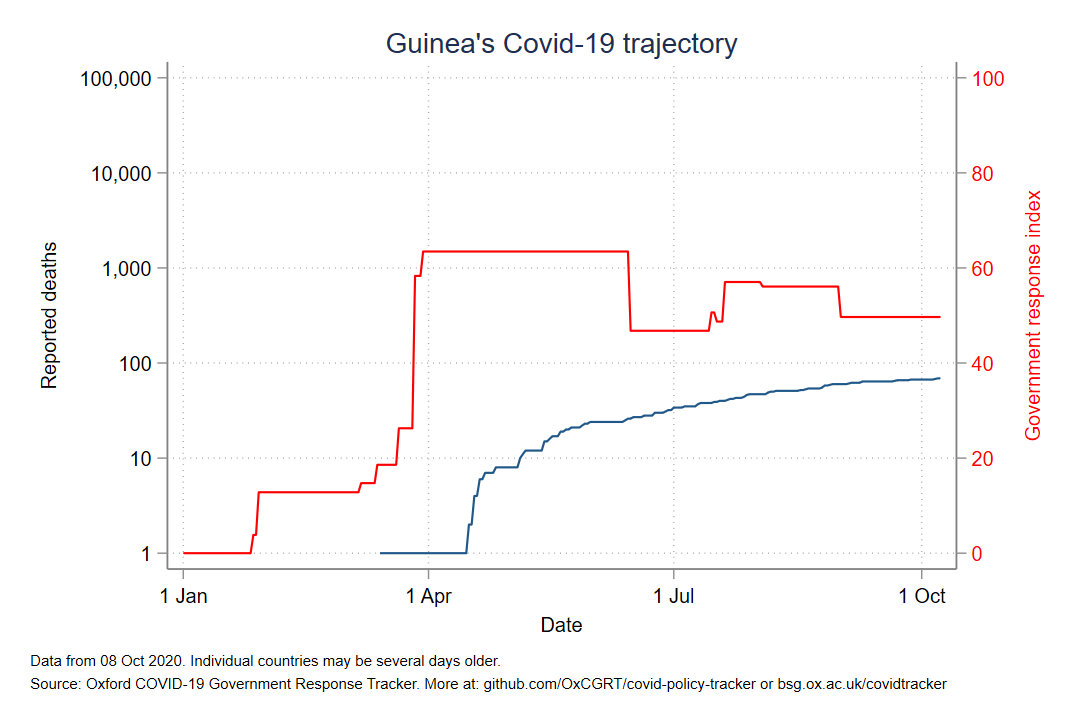 Guinea's Covid-19 trajectory
100,000
10,000
1,000
100
10
1
Reported deaths
100
80
60
40
20
0
Government response index
1 Jan
1 Apr
1 Jul
1 Oct
Date
Data from 08 Oct 2020. Individual countries may be several days older.
Source: Oxford COVID-19 Government Response Tracker. More at: github.com/OxCGRT/covid-policy-tracker or bsg.ox.ac.uk/covidtracker